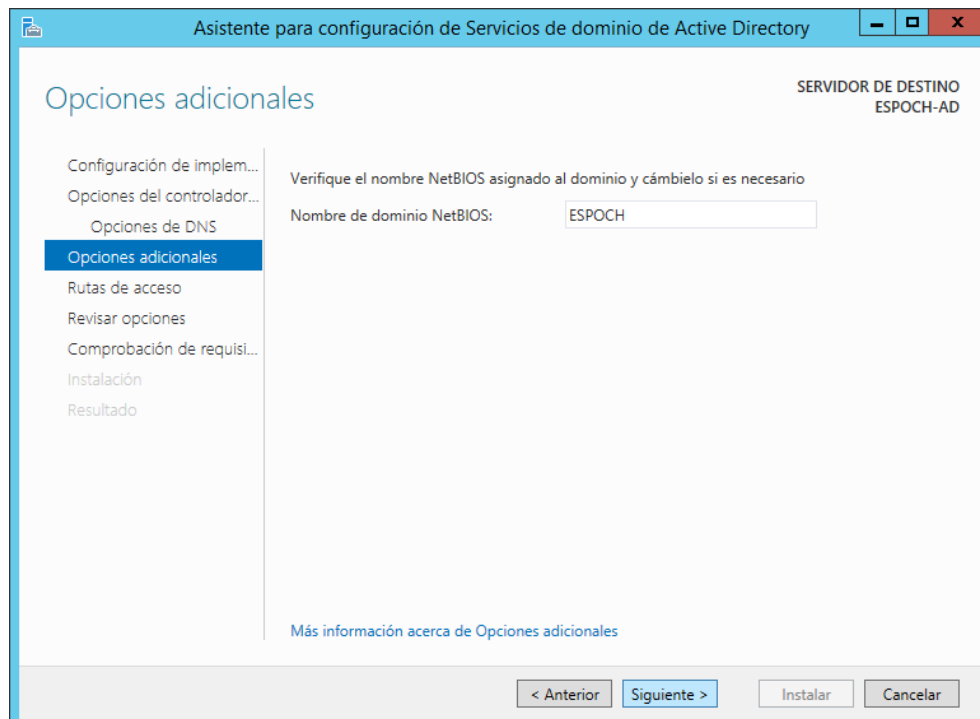 Asistente para configuración de Servicios de dominio de Active Directory
Opciones adicionales
SERVIDOR DE DESTINO
ESPOCH-AD
Configuración de implem...
Opciones del controlador...
Opciones de DNS
Opciones adicionales
Rutas de acceso
Revisar opciones
Comprobación de requisi...
Instalación
Resultado
Verifique el nombre NetBIOS asignado al dominio y cámbielo si es necesario
Nombre de dominio NetBIOS: ESPOCH
Más información acerca de Opciones adicionales
< Anterior Siguiente > Instalar Cancelar